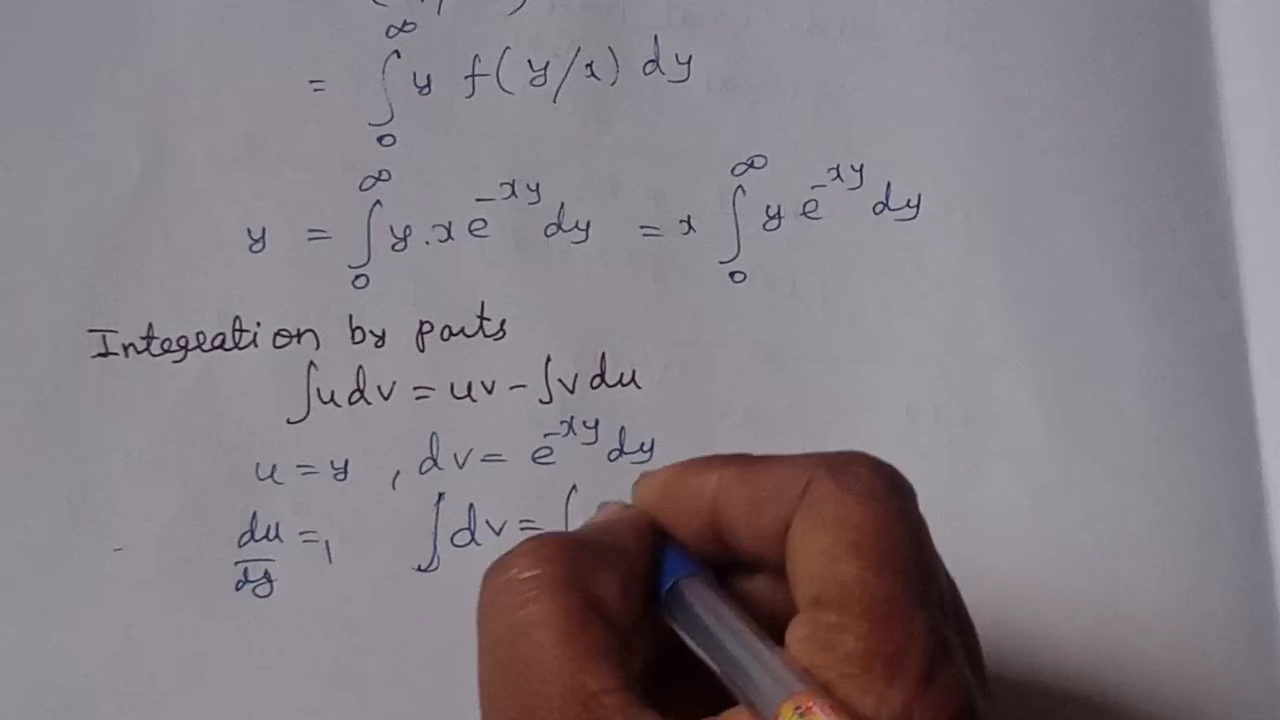 = ∫₀^∞ y f(y/x) dy
y = ∫₀^∞ y.x e^-xy dy = x ∫₀^∞ y e^-xy dy
Integration by parts
∫u dv = uv - ∫v du
u = y , dv = e^-xy dy
du/dy = 1 ∫dv = ∫